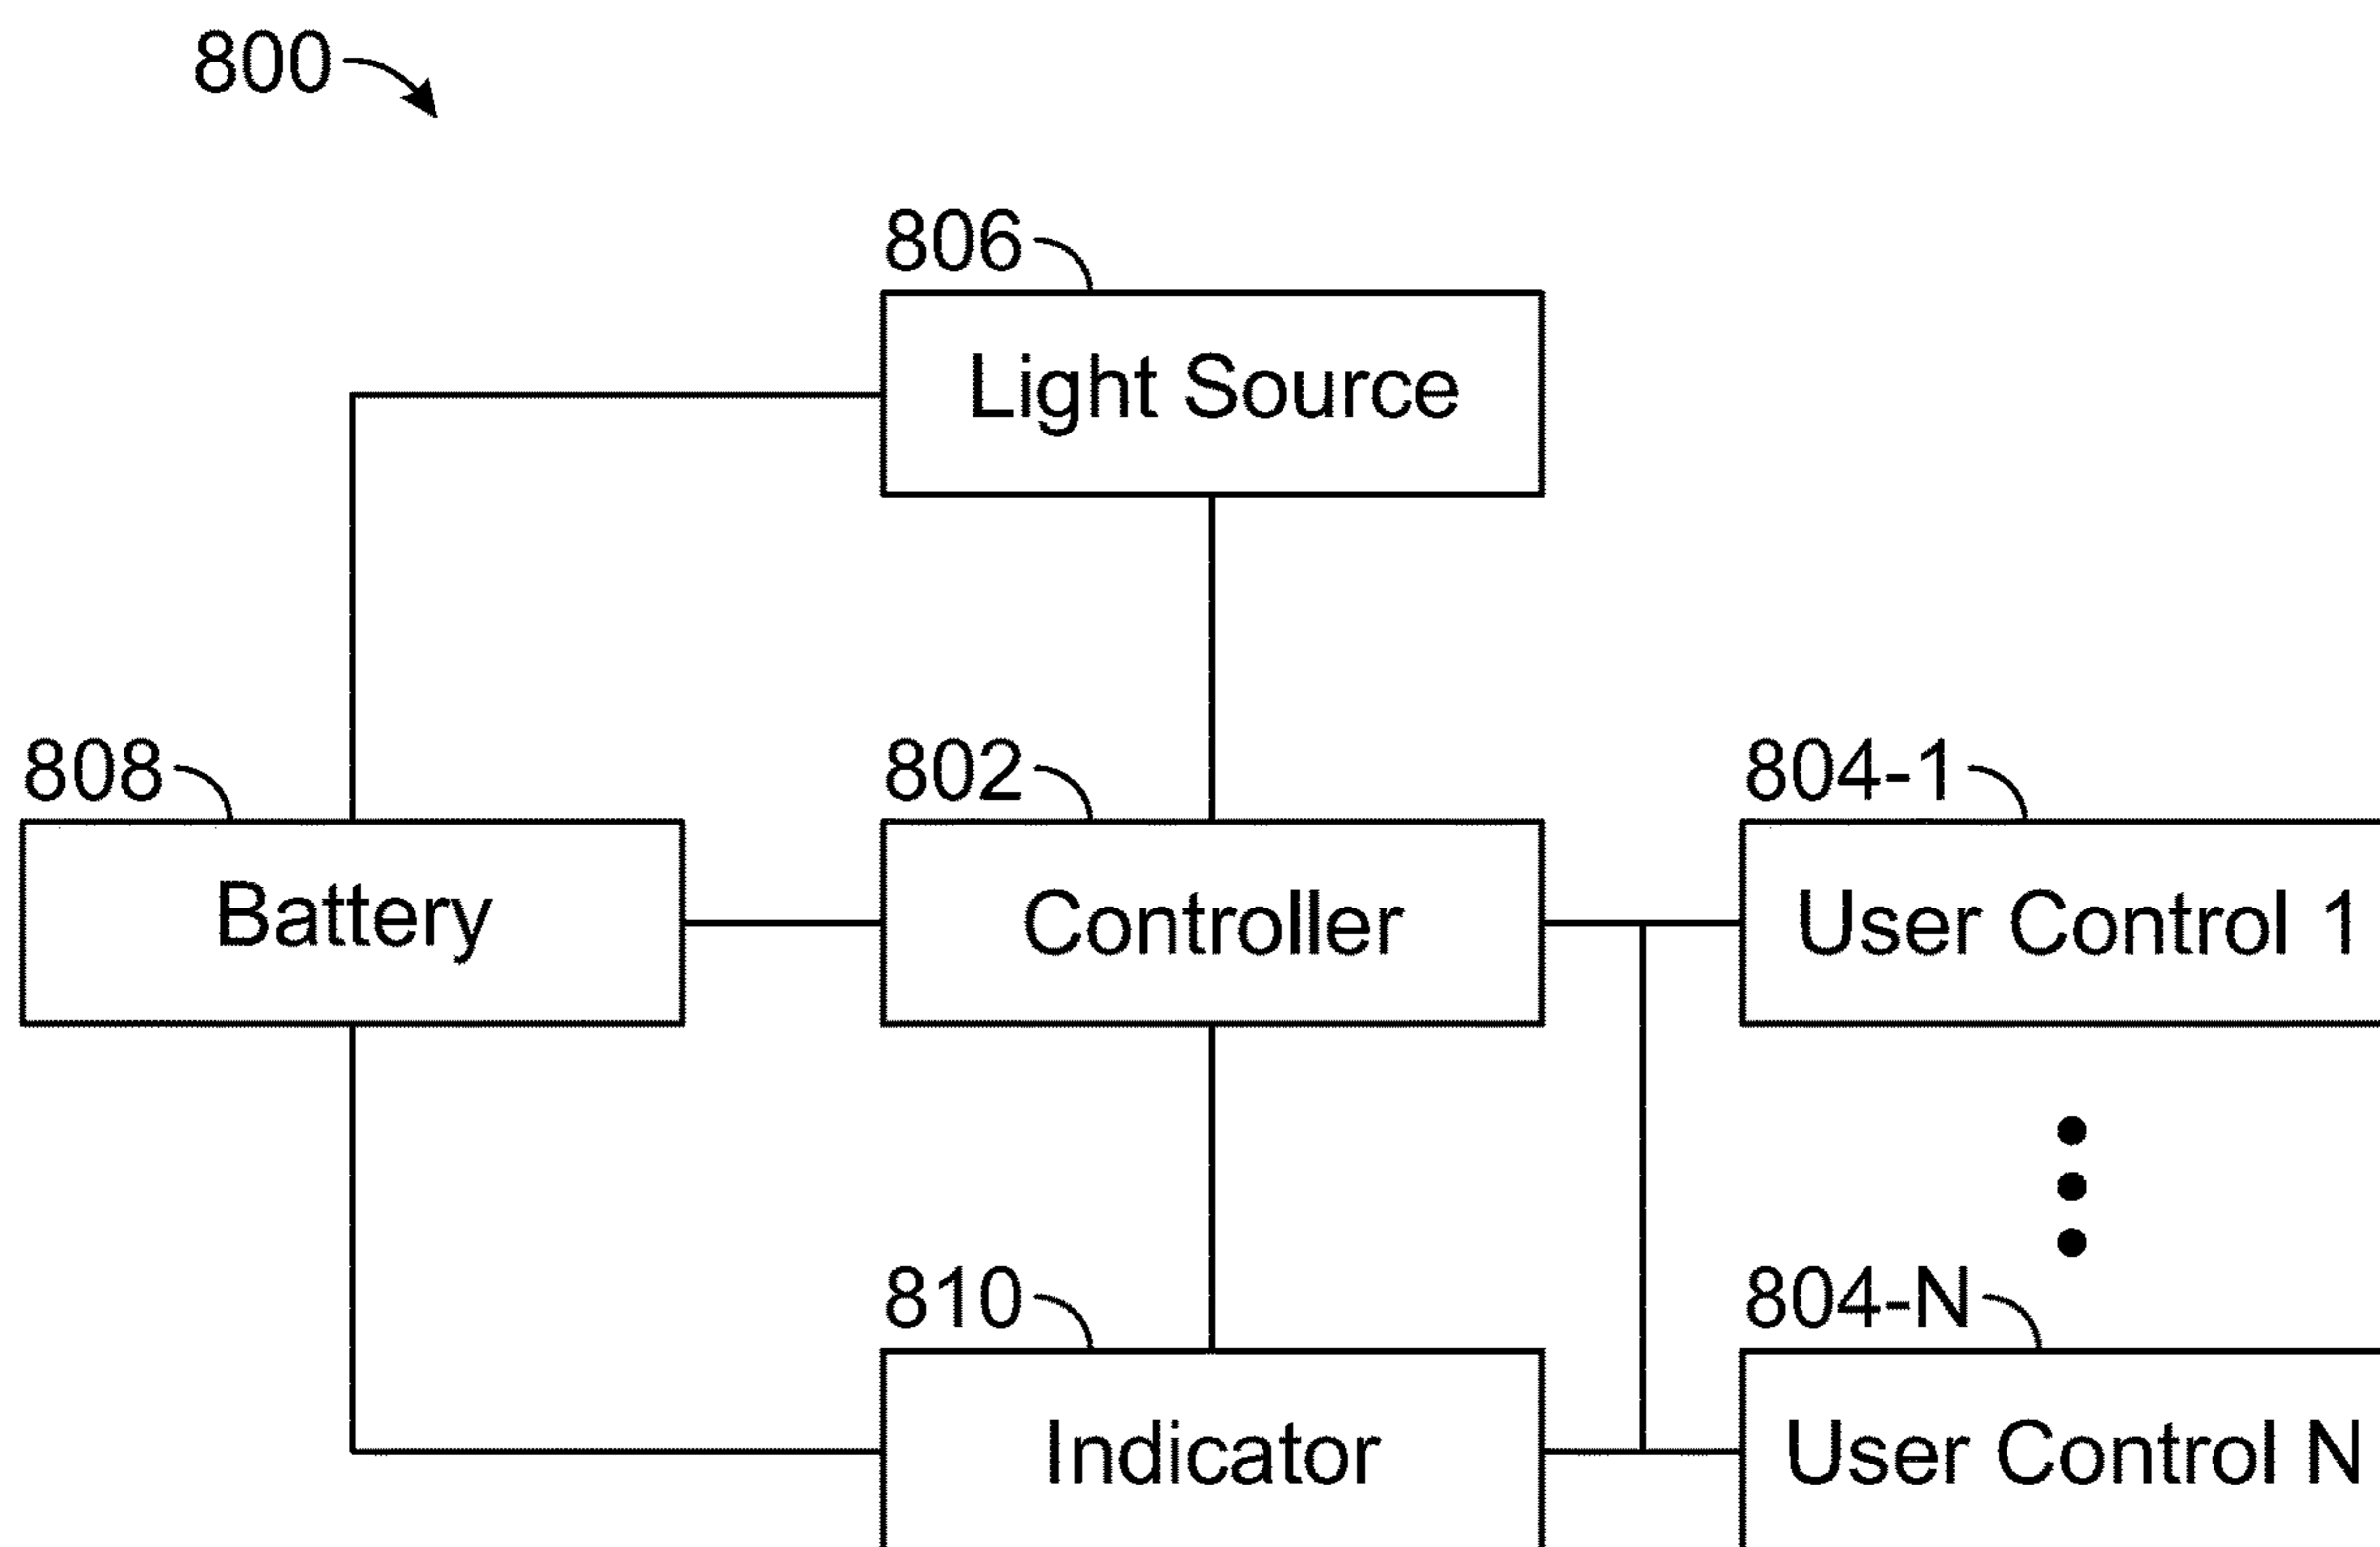 800
806
Light Source
808
802
804-1
Battery
Controller
User Control 1
810
804-N
Indicator
User Control N